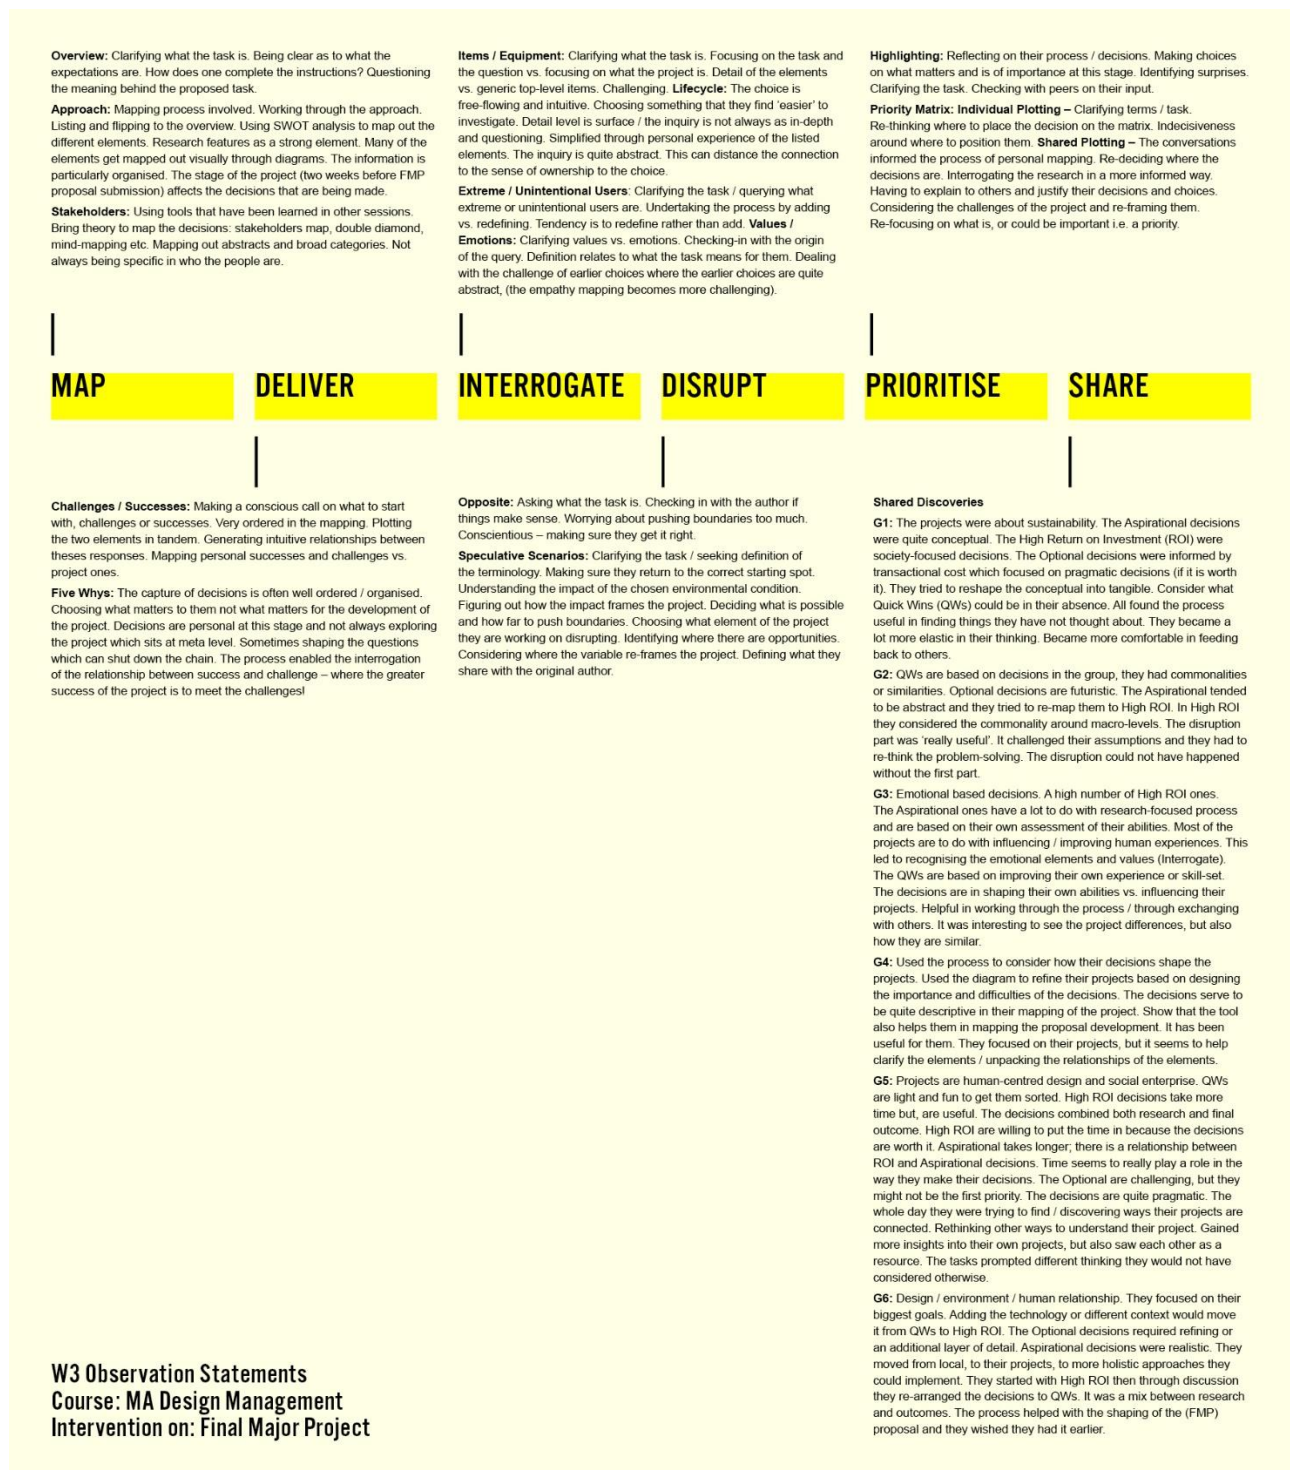 Overview: Clarifying what the task is. Being clear as to what the
expectations are. How does one complete the instructions? Questioning
the meaning behind the proposed task.
Approach: Mapping process involved. Working through the approach.
Listing and flipping to the overview. Using SWOT analysis to map out the
different elements. Research features as a strong element. Many of the
elements get mapped out visually through diagrams. The information is
particularly organised. The stage of the project (two weeks before FMP
proposal submission) affects the decisions that are being made.
Stakeholders: Using tools that have been learned in other sessions.
Bring theory to map the decisions: stakeholders map, double diamond,
mind-mapping etc. Mapping out abstracts and broad categories. Not
always being specific in who the people are.
Items / Equipment: Clarifying what the task is. Focusing on the task and
the question vs. focusing on what the project is. Detail of the elements
vs. generic top-level items. Challenging. Lifecycle: The choice is
free-flowing and intuitive. Choosing something that they find ‘easier’ to
investigate. Detail level is surface / the inquiry is not always as in-depth
and questioning. Simplified through personal experience of the listed
elements. The inquiry is quite abstract. This can distance the connection
to the sense of ownership to the choice.
Extreme / Unintentional Users: Clarifying the task / querying what
extreme or unintentional users are. Undertaking the process by adding
vs. redefining. Tendency is to redefine rather than add. Values /
Emotions: Clarifying values vs. emotions. Checking-in with the origin
of the query. Definition relates to what the task means for them. Dealing
with the challenge of earlier choices where the earlier choices are quite
abstract, (the empathy mapping becomes more challenging).
Highlighting: Reflecting on their process / decisions. Making choices
on what matters and is of importance at this stage. Identifying surprises.
Clarifying the task. Checking with peers on their input.
Priority Matrix: Individual Plotting – Clarifying terms / task.
Re-thinking where to place the decision on the matrix. Indecisiveness
around where to position them. Shared Plotting – The conversations
informed the process of personal mapping. Re-deciding where the
decisions are. Interrogating the research in a more informed way.
Having to explain to others and justify their decisions and choices.
Considering the challenges of the project and re-framing them.
Re-focusing on what is, or could be important i.e. a priority.
MAP
DELIVER
INTERROGATE
DISRUPT
PRIORITISE
SHARE
Challenges / Successes: Making a conscious call on what to start
with, challenges or successes. Very ordered in the mapping. Plotting
the two elements in tandem. Generating intuitive relationships between
theses responses. Mapping personal successes and challenges vs.
project ones.
Five Whys: The capture of decisions is often well ordered / organised.
Choosing what matters to them not what matters for the development of
the project. Decisions are personal at this stage and not always exploring
the project which sits at meta level. Sometimes shaping the questions
which can shut down the chain. The process enabled the interrogation
of the relationship between success and challenge – where the greater
success of the project is to meet the challenges!
Opposite: Asking what the task is. Checking in with the author if
things make sense. Worrying about pushing boundaries too much.
Conscientious – making sure they get it right.
Speculative Scenarios: Clarifying the task / seeking definition of
the terminology. Making sure they return to the correct starting spot.
Understanding the impact of the chosen environmental condition.
Figuring out how the impact frames the project. Deciding what is possible
and how far to push boundaries. Choosing what element of the project
they are working on disrupting. Identifying where there are opportunities.
Considering where the variable re-frames the project. Defining what they
share with the original author.
Shared Discoveries
G1: The projects were about sustainability. The Aspirational decisions
were quite conceptual. The High Return on Investment (ROI) were
society-focused decisions. The Optional decisions were informed by
transactional cost which focused on pragmatic decisions (if it is worth
it). They tried to reshape the conceptual into tangible. Consider what
Quick Wins (QWs) could be in their absence. All found the process
useful in finding things they have not thought about. They became a
lot more elastic in their thinking. Became more comfortable in feeding
back to others.
G2: QWs are based on decisions in the group, they had commonalities
or similarities. Optional decisions are futuristic. The Aspirational tended
to be abstract and they tried to re-map them to High ROI. In High ROI
they considered the commonality around macro-levels. The disruption
part was ‘really useful’. It challenged their assumptions and they had to
re-think the problem-solving. The disruption could not have happened
without the first part.
G3: Emotional based decisions. A high number of High ROI ones.
The Aspirational ones have a lot to do with research-focused process
and are based on their own assessment of their abilities. Most of the
projects are to do with influencing / improving human experiences. This
led to recognising the emotional elements and values (Interrogate).
The QWs are based on improving their own experience or skill-set.
The decisions are in shaping their own abilities vs. influencing their
projects. Helpful in working through the process / through exchanging
with others. It was interesting to see the project differences, but also
how they are similar.
G4: Used the process to consider how their decisions shape the
projects. Used the diagram to refine their projects based on designing
the importance and difficulties of the decisions. The decisions serve to
be quite descriptive in their mapping of the project. Show that the tool
also helps them in mapping the proposal development. It has been
useful for them. They focused on their projects, but it seems to help
clarify the elements / unpacking the relationships of the elements.
G5: Projects are human-centred design and social enterprise. QWs
are light and fun to get them sorted. High ROI decisions take more
time but, are useful. The decisions combined both research and final
outcome. High ROI are willing to put the time in because the decisions
are worth it. Aspirational takes longer; there is a relationship between
ROI and Aspirational decisions. Time seems to really play a role in the
way they make their decisions. The Optional are challenging, but they
might not be the first priority. The decisions are quite pragmatic. The
whole day they were trying to find / discovering ways their projects are
connected. Rethinking other ways to understand their project. Gained
more insights into their own projects, but also saw each other as a
resource. The tasks prompted different thinking they would not have
considered otherwise.
G6: Design / environment / human relationship. They focused on their
biggest goals. Adding the technology or different context would move
it from QWs to High ROI. The Optional decisions required refining or
an additional layer of detail. Aspirational decisions were realistic. They
moved from local, to their projects, to more holistic approaches they
could implement. They started with High ROI then through discussion
they re-arranged the decisions to QWs. It was a mix between research
and outcomes. The process helped with the shaping of the (FMP)
proposal and they wished they had it earlier.
W3 Observation Statements
Course: MA Design Management
Intervention on: Final Major Project